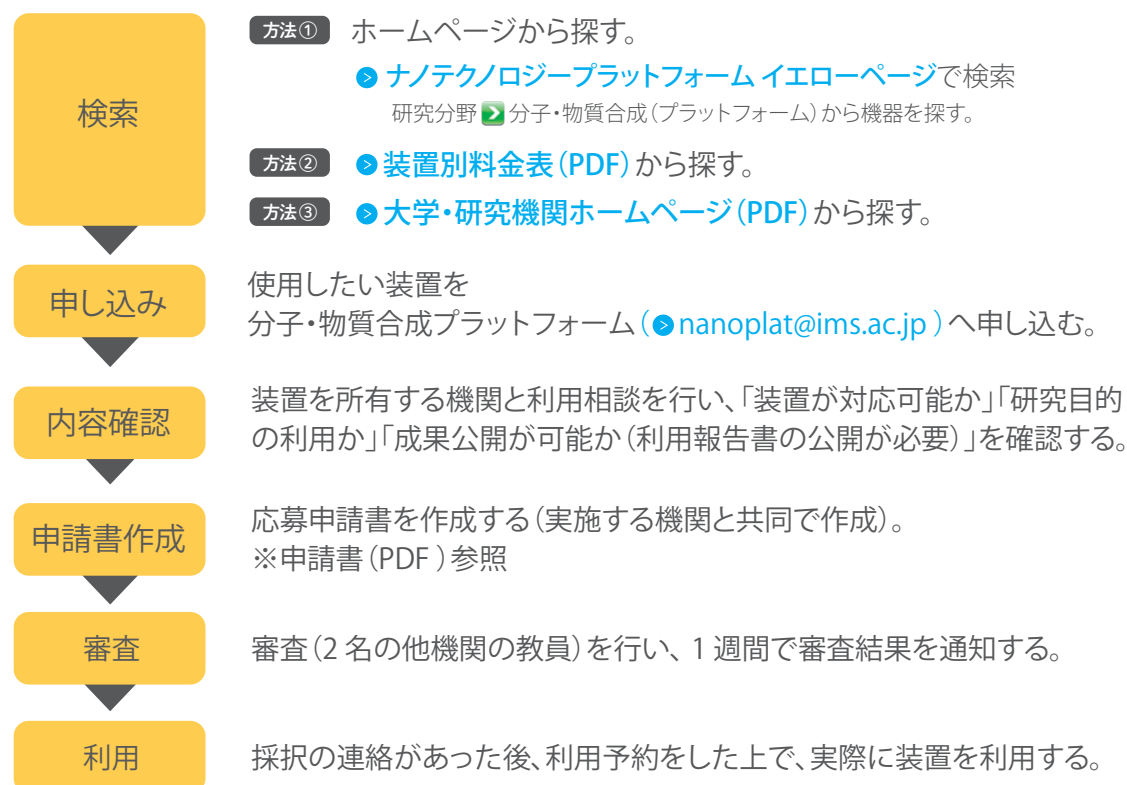 検索
方法① ホームページから探す。
ナノテクノロジープラットフォーム イエローページで検索
研究分野 分子・物質合成（プラットフォーム）から機器を探す。
方法② 装置別料金表（PDF）から探す。
方法③ 大学・研究機関ホームページ（PDF）から探す。
申し込み
使用したい装置を
分子・物質合成プラットフォーム（nanoplat@ims.ac.jp ）へ申し込む。
内容確認
装置を所有する機関と利用相談を行い、「装置が対応可能か」「研究目的
の利用か」「成果公開が可能か（利用報告書の公開が必要）」を確認する。
申請書作成
応募申請書を作成する（実施する機関と共同で作成）。
※申請書（PDF ）参照
審査
審査（2 名の他機関の教員）を行い、1 週間で審査結果を通知する。
利用
採択の連絡があった後、利用予約をした上で、実際に装置を利用する。